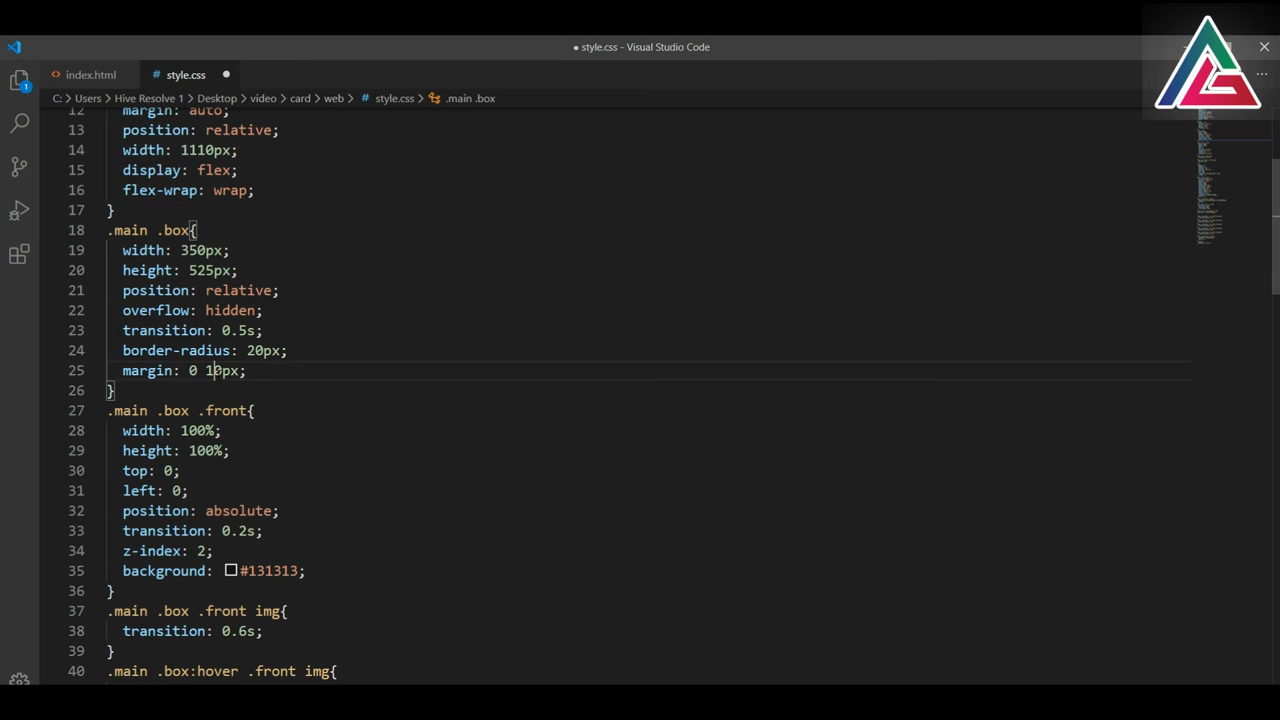 style.css - Visual Studio Code
index.html
# style.css
C: > Users > Hive Resolve 1 > Desktop > video > card > web > # style.css > .main .box
12 margin: auto;
13 position: relative;
14 width: 1110px;
15 display: flex;
16 flex-wrap: wrap;
17 }
18 .main .box{
19 width: 350px;
20 height: 525px;
21 position: relative;
22 overflow: hidden;
23 transition: 0.5s;
24 border-radius: 20px;
25 margin: 0 10px;
26 }
27 .main .box .front{
28 width: 100%;
29 height: 100%;
30 top: 0;
31 left: 0;
32 position: absolute;
33 transition: 0.2s;
34 z-index: 2;
35 background: #131313;
36 }
37 .main .box .front img{
38 transition: 0.6s;
39 }
40 .main .box:hover .front img{
1